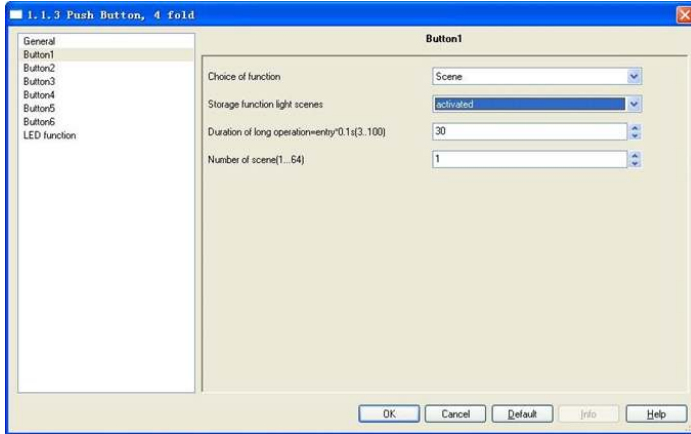 1.1.3 Push Button, 4 fold
General
Button1
Button2
Button3
Button4
Button5
Button6
LED function
Button1
Choice of function Scene
Storage function light scenes activated
Duration of long operation=entry*0.1s(3..100) 30
Number of scene(1...64) 1
OK Cancel Default Info Help